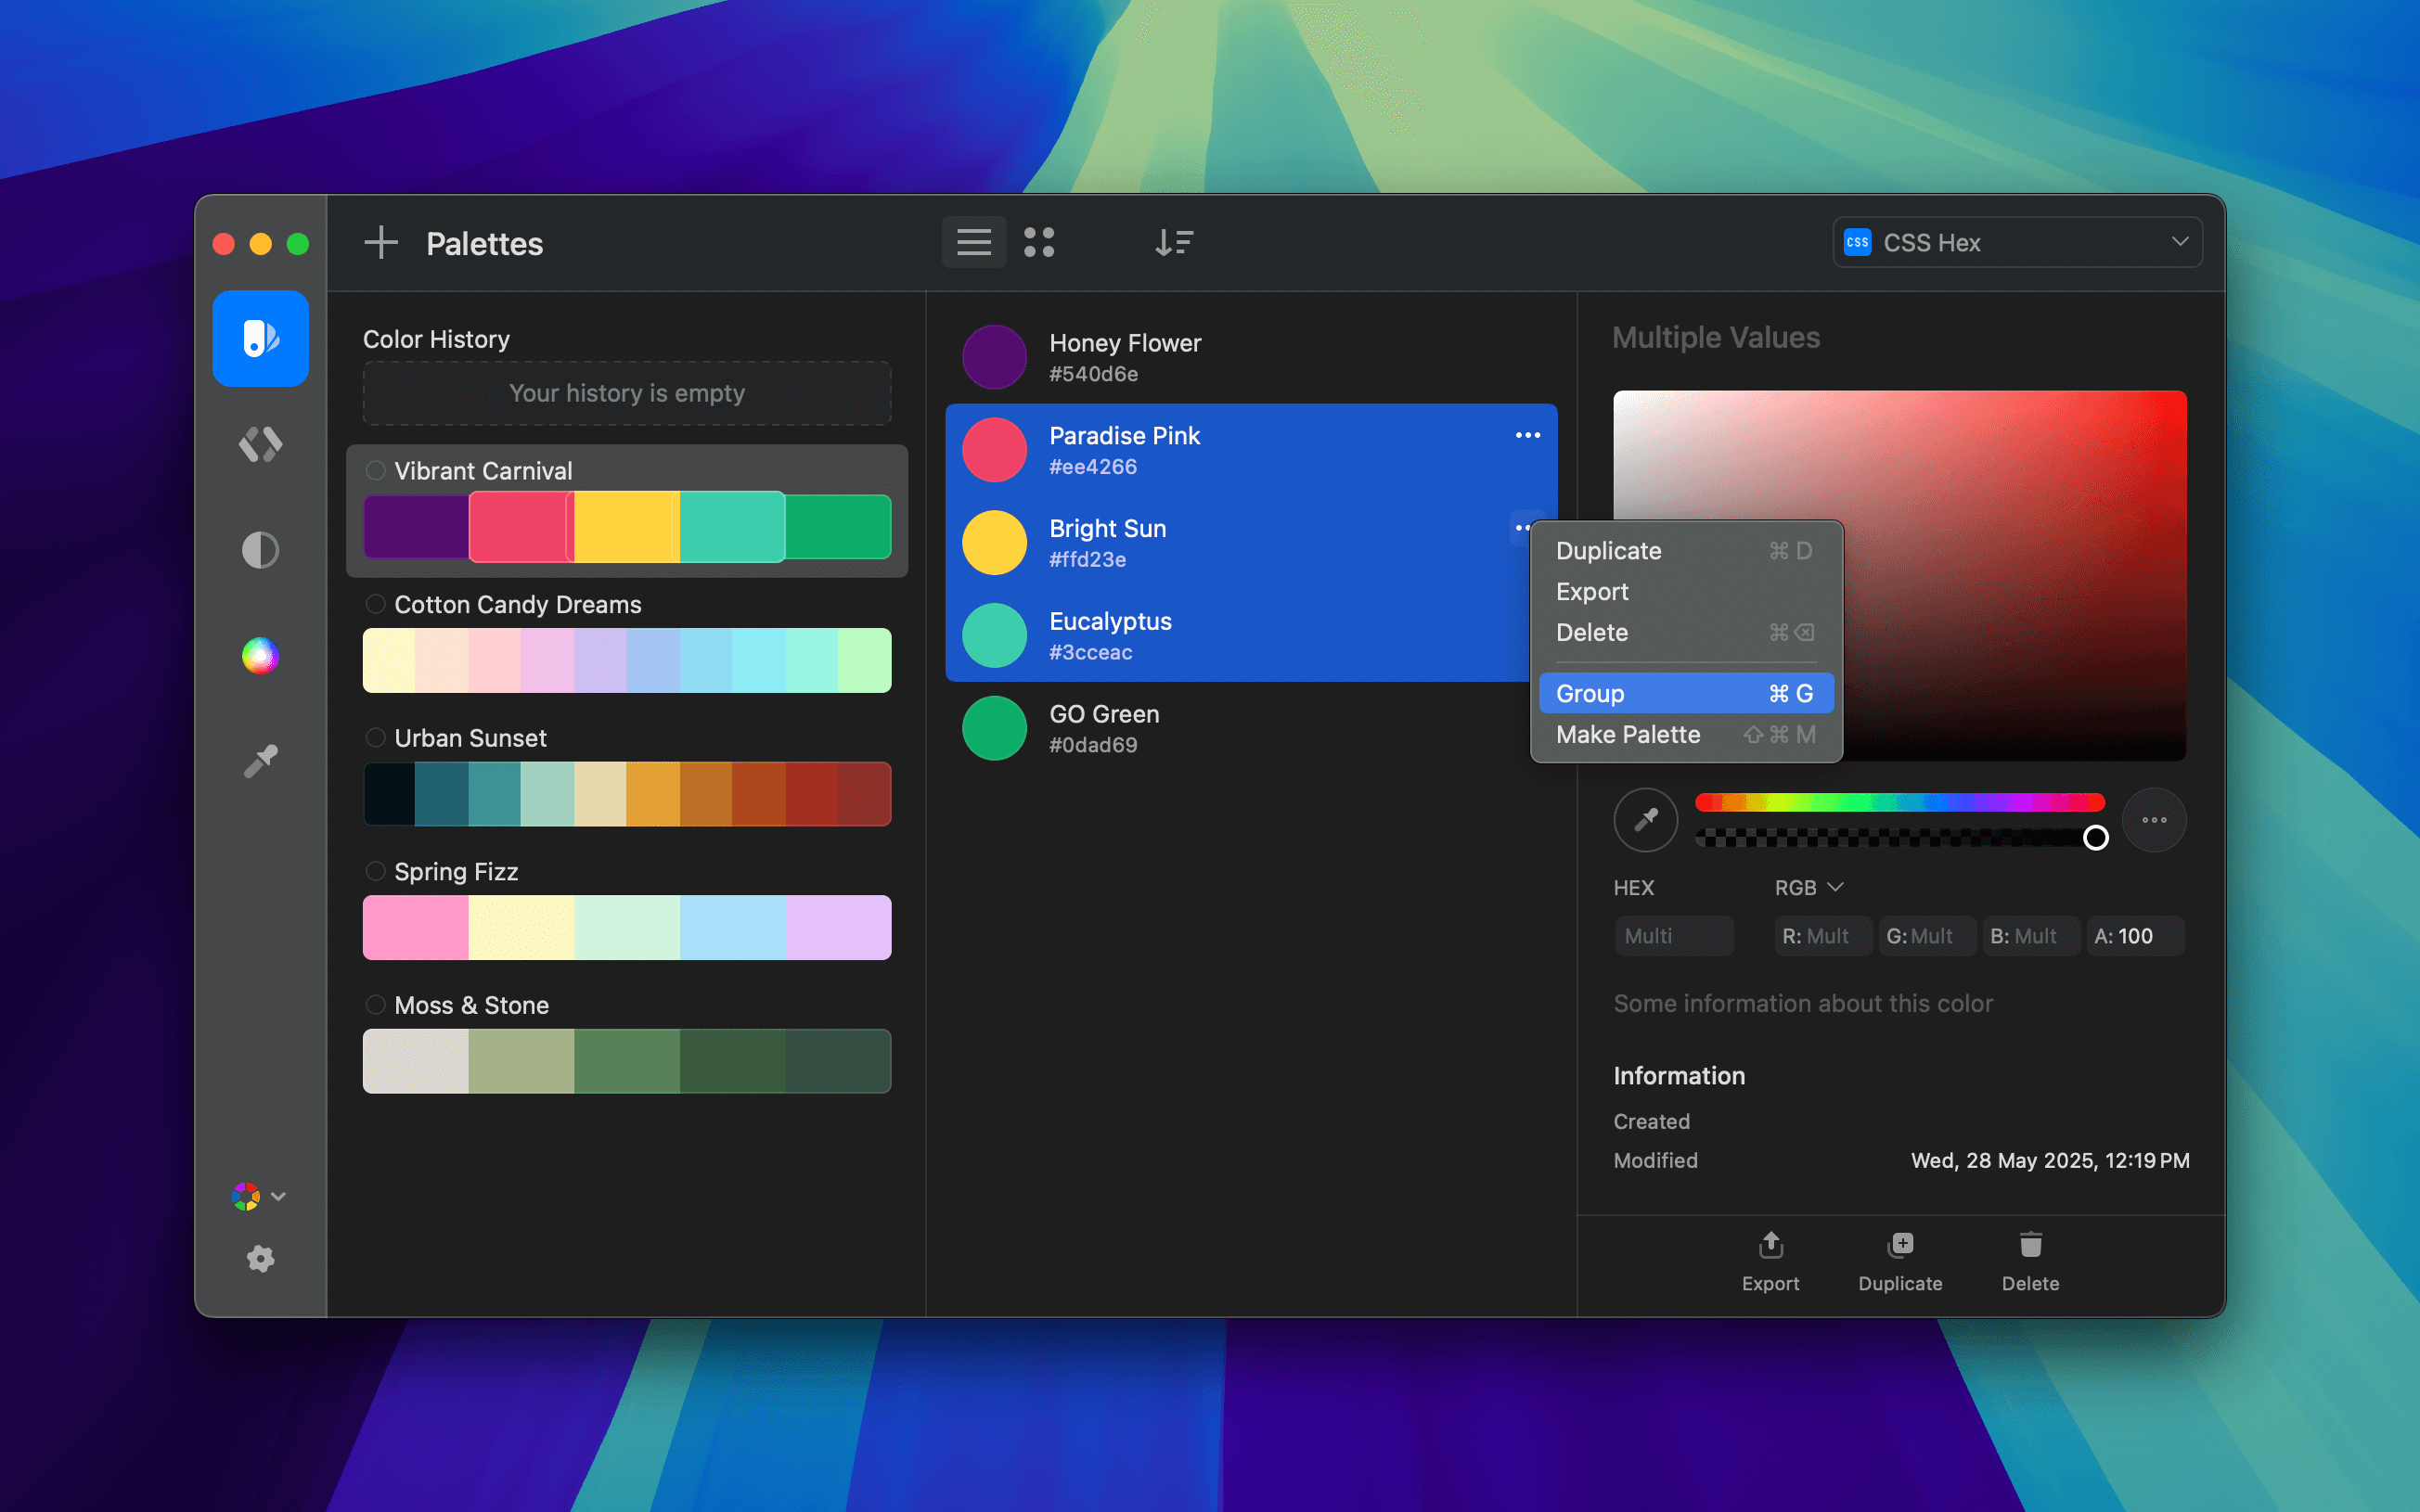 Palettes
CSS CSS Hex
Color History
Your history is empty
Vibrant Carnival
Cotton Candy Dreams
Urban Sunset
Spring Fizz
Moss & Stone
Honey Flower
#540d6e
Paradise Pink
#ee4266
Bright Sun
#ffd23e
Eucalyptus
#3cceac
GO Green
#0dad69
Duplicate ⌘ D
Export
Delete ⌘⌫
Group ⌘ G
Make Palette ⇧⌘ M
Multiple Values
HEX RGB
Multi R: Mult G: Mult B: Mult A: 100
Some information about this color
Information
Created
Modified Wed, 28 May 2025, 12:19 PM
Export Duplicate Delete